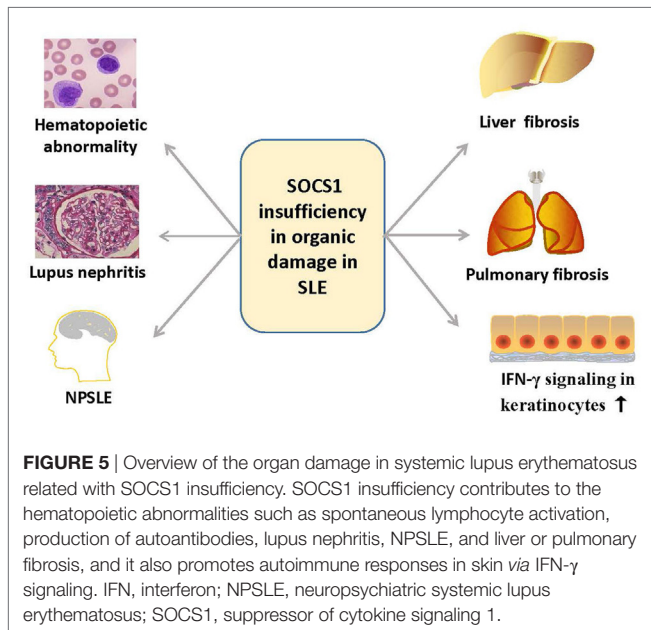 Hematopoietic
abnormality
Lupus nephritis
NPSLE
SOCS1
insufficiency
in organic
damage in
SLE
Liver fibrosis
Pulmonary fibrosis
IFN-γ signaling in
keratinocytes ↑
FIGURE 5 | Overview of the organ damage in systemic lupus erythematosus
related with SOCS1 insufficiency. SOCS1 insufficiency contributes to the
hematopoietic abnormalities such as spontaneous lymphocyte activation,
production of autoantibodies, lupus nephritis, NPSLE, and liver or pulmonary
fibrosis, and it also promotes autoimmune responses in skin via IFN-γ
signaling. IFN, interferon; NPSLE, neuropsychiatric systemic lupus
erythematosus; SOCS1, suppressor of cytokine signaling 1.